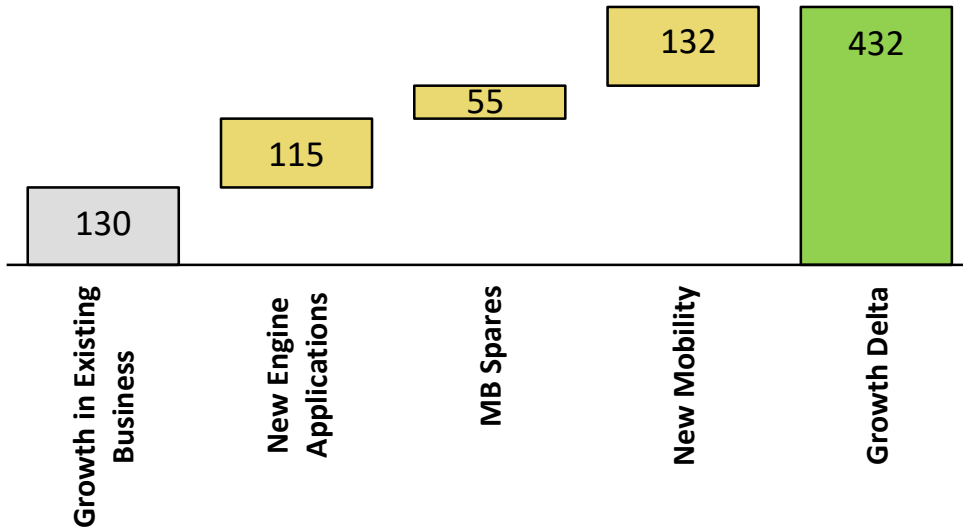 130
115
55
132
432
Growth in Existing
Business
New Engine
Applications
MB Spares
New Mobility
Growth Delta